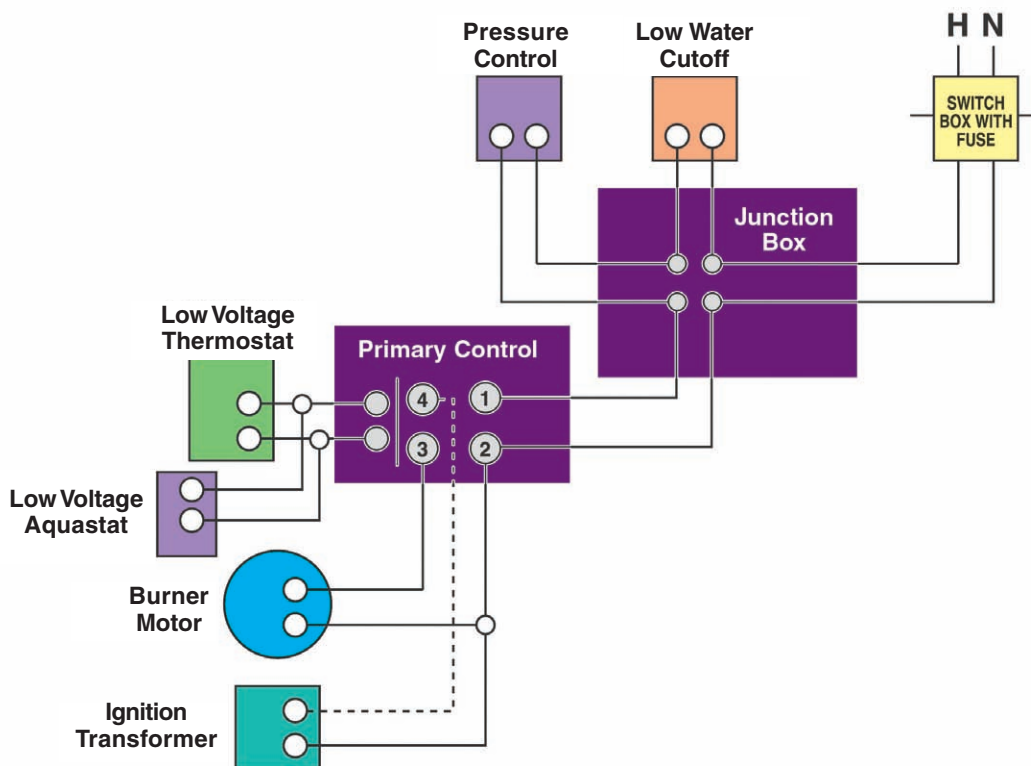 Pressure
Control
Low Water
Cutoff
H N
SWITCH
BOX WITH
FUSE
Junction
Box
Low Voltage
Thermostat
Primary Control
4
1
3
2
Low Voltage
Aquastat
Burner
Motor
Ignition
Transformer